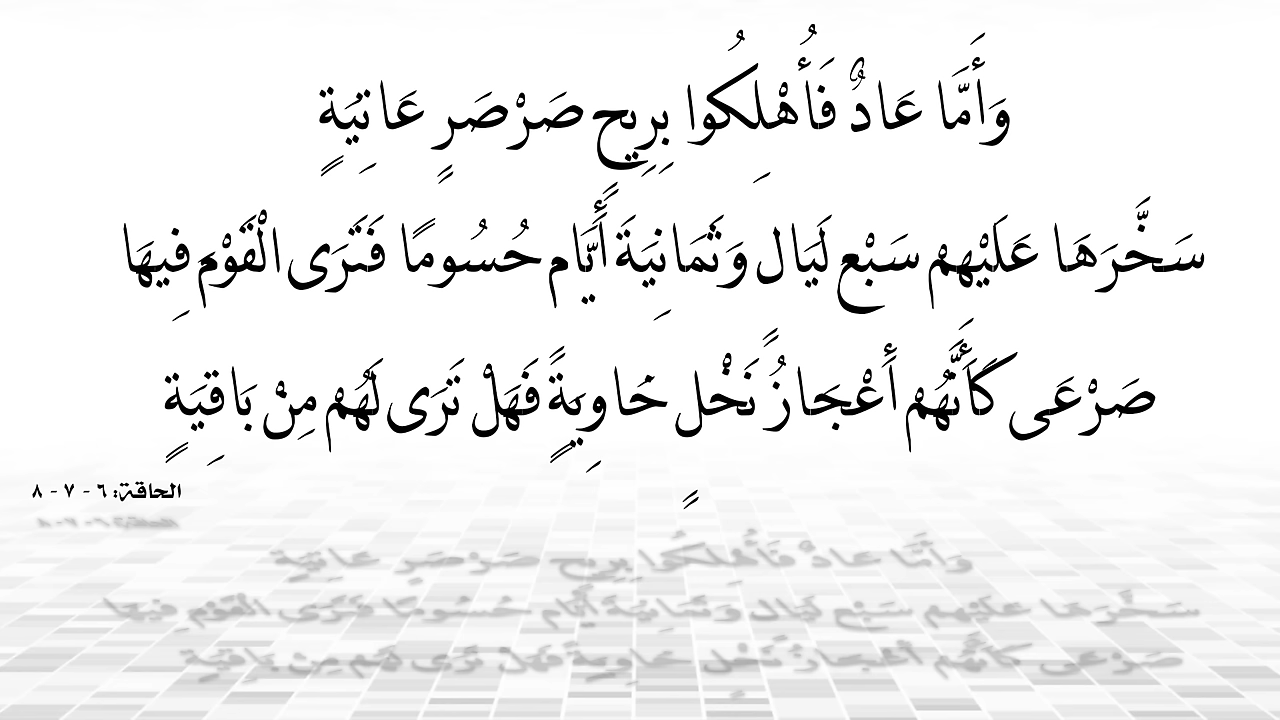 وَأَمَّا عَادٌ فَأُهْلِكُوا بِرِيحٍ صَرْصَرٍ عَاتِيَةٍ
سَخَّرَهَا عَلَيْهِمْ سَبْع لَيَال وَثَمَانِيَةَ أَيَّامٍ حُسُومًا فَتَرَى الْقَوْمَ فِيهَا
صَرْعَى كَأَنَّهُمْ أَعْجَازُ نَخْلٍ خَاوِيَةٍ فَهَلْ تَرَى لَهُمْ مِنْ بَاقِيَةٍ
الحاقة: ٦ - ٧ - ٨